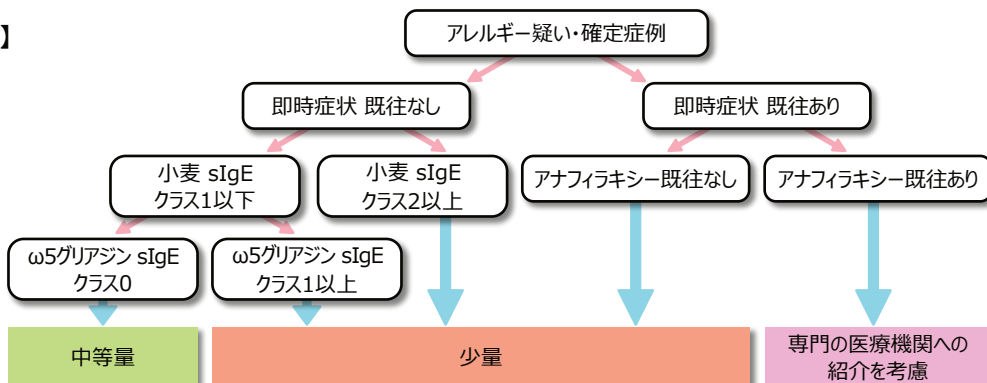 】
アレルギー疑い・確定症例
即時症状 既往なし
即時症状 既往あり
小麦 sIgE
クラス1以下
小麦 sIgE
クラス2以上
アナフィラキシー既往なし
アナフィラキシー既往あり
ω5グリアジン sIgE
クラス0
ω5グリアジン sIgE
クラス1以上
中等量
少量
専門の医療機関への
紹介を考慮